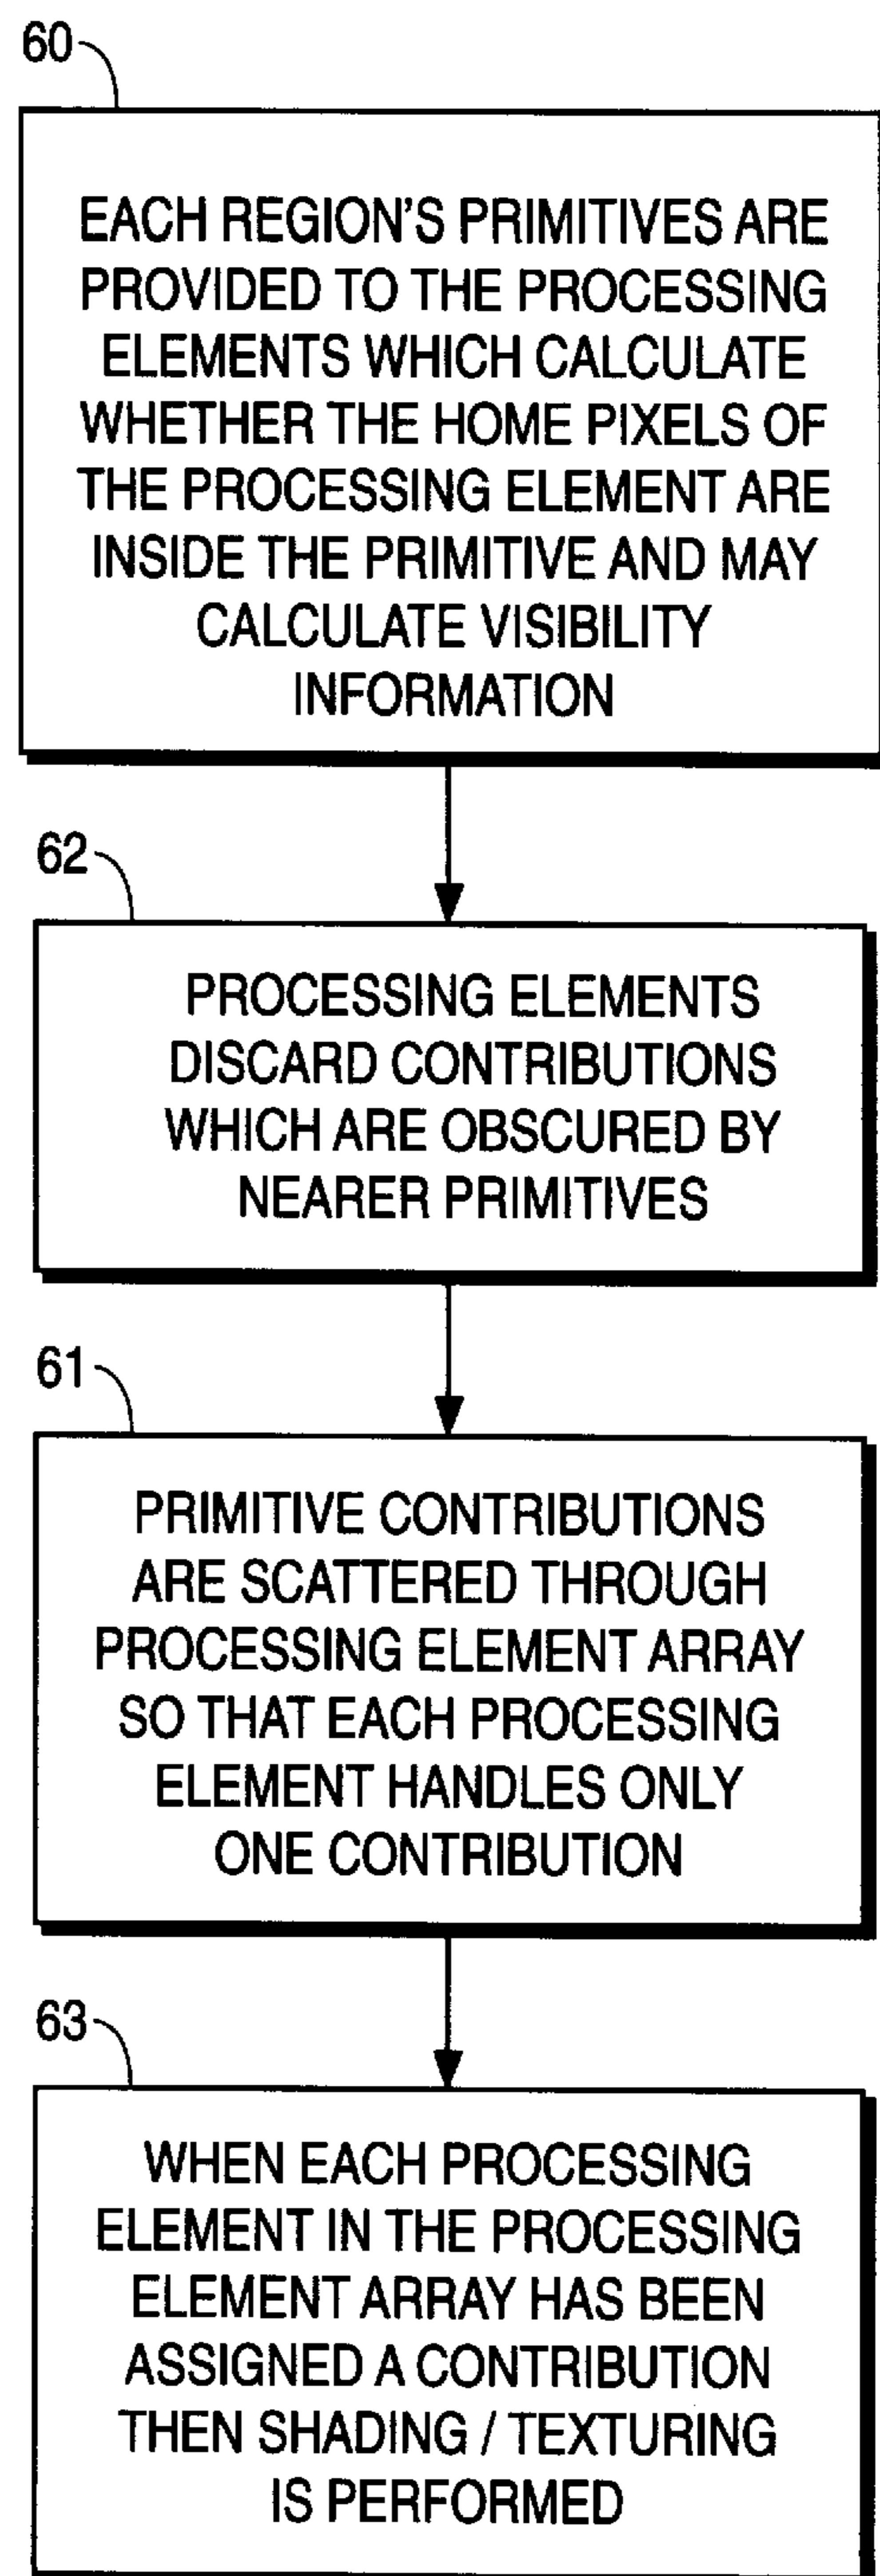 60
EACH REGION'S PRIMITIVES ARE
PROVIDED TO THE PROCESSING
ELEMENTS WHICH CALCULATE
WHETHER THE HOME PIXELS OF
THE PROCESSING ELEMENT ARE
INSIDE THE PRIMITIVE AND MAY
CALCULATE VISIBILITY
INFORMATION
62
PROCESSING ELEMENTS
DISCARD CONTRIBUTIONS
WHICH ARE OBSCURED BY
NEARER PRIMITIVES
61
PRIMITIVE CONTRIBUTIONS
ARE SCATTERED THROUGH
PROCESSING ELEMENT ARRAY
SO THAT EACH PROCESSING
ELEMENT HANDLES ONLY
ONE CONTRIBUTION
63
WHEN EACH PROCESSING
ELEMENT IN THE PROCESSING
ELEMENT ARRAY HAS BEEN
ASSIGNED A CONTRIBUTION
THEN SHADING / TEXTURING
IS PERFORMED